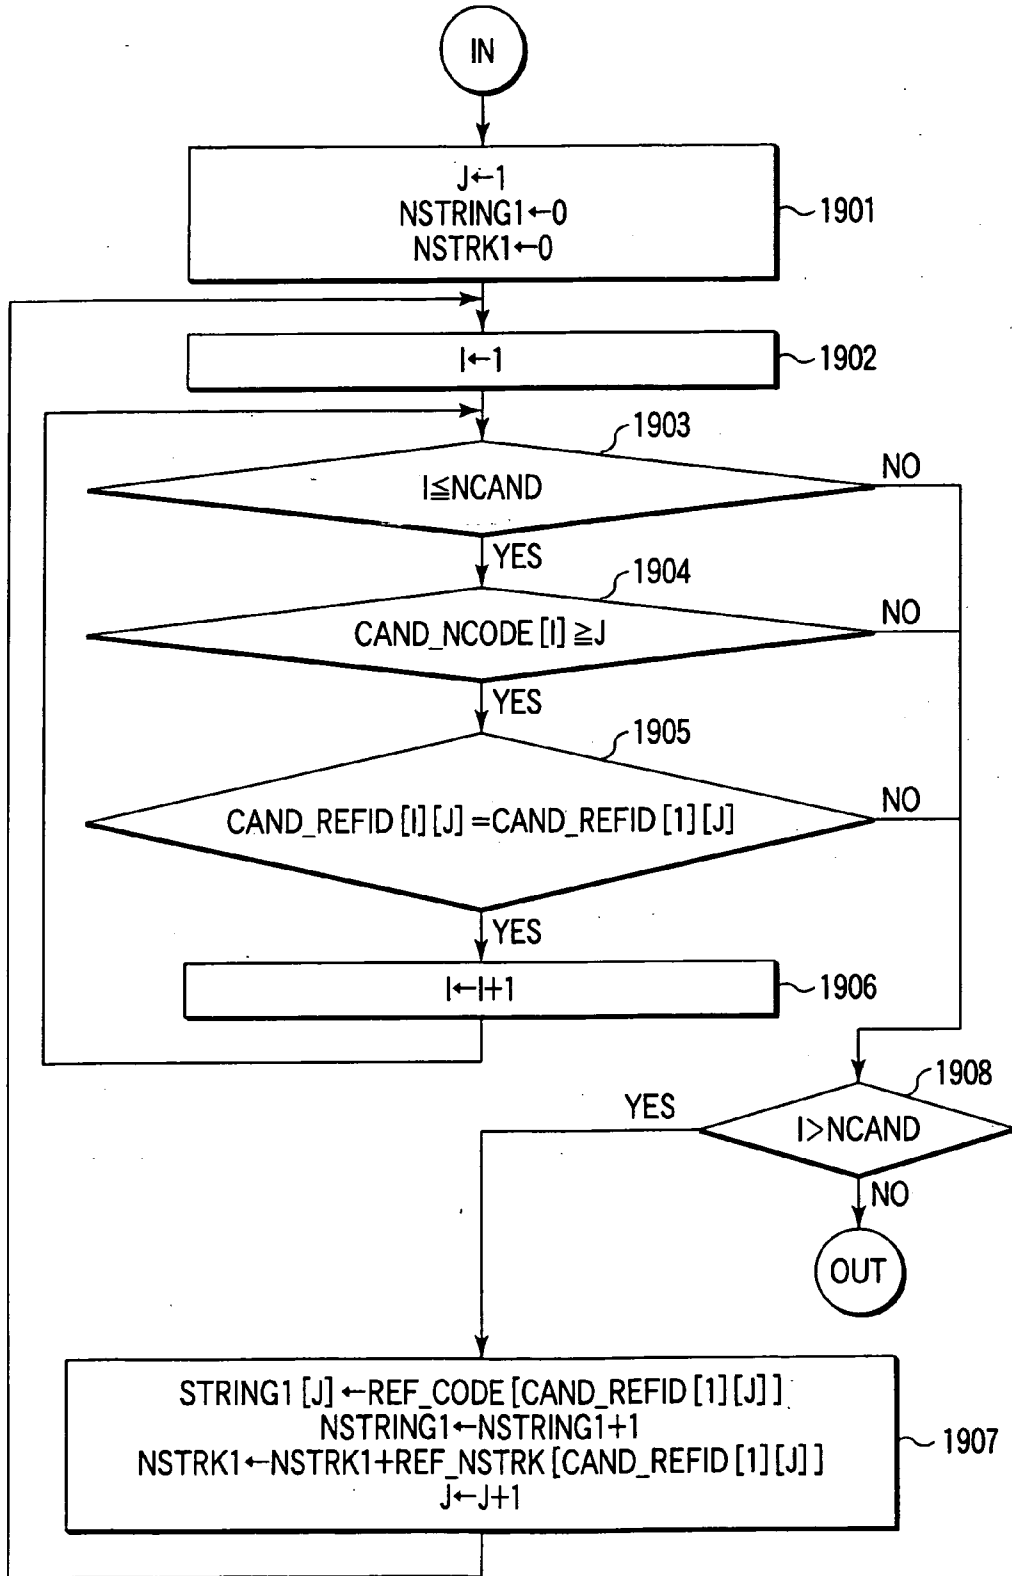 IN
J←1
NSTRING1←0
NSTRK1←0
1901
I←1
1902
1903
I≦NCAND
NO
YES
1904
CAND_NCODE[I]≧J
NO
YES
1905
CAND_REFID[I][J]=CAND_REFID[1][J]
NO
YES
I←I+1
1906
1908
I>NCAND
YES
NO
OUT
STRING1[J]←REF_CODE[CAND_REFID[1][J]]
NSTRING1←NSTRING1+1
NSTRK1←NSTRK1+REF_NSTRK[CAND_REFID[1][J]]
J←J+1
1907